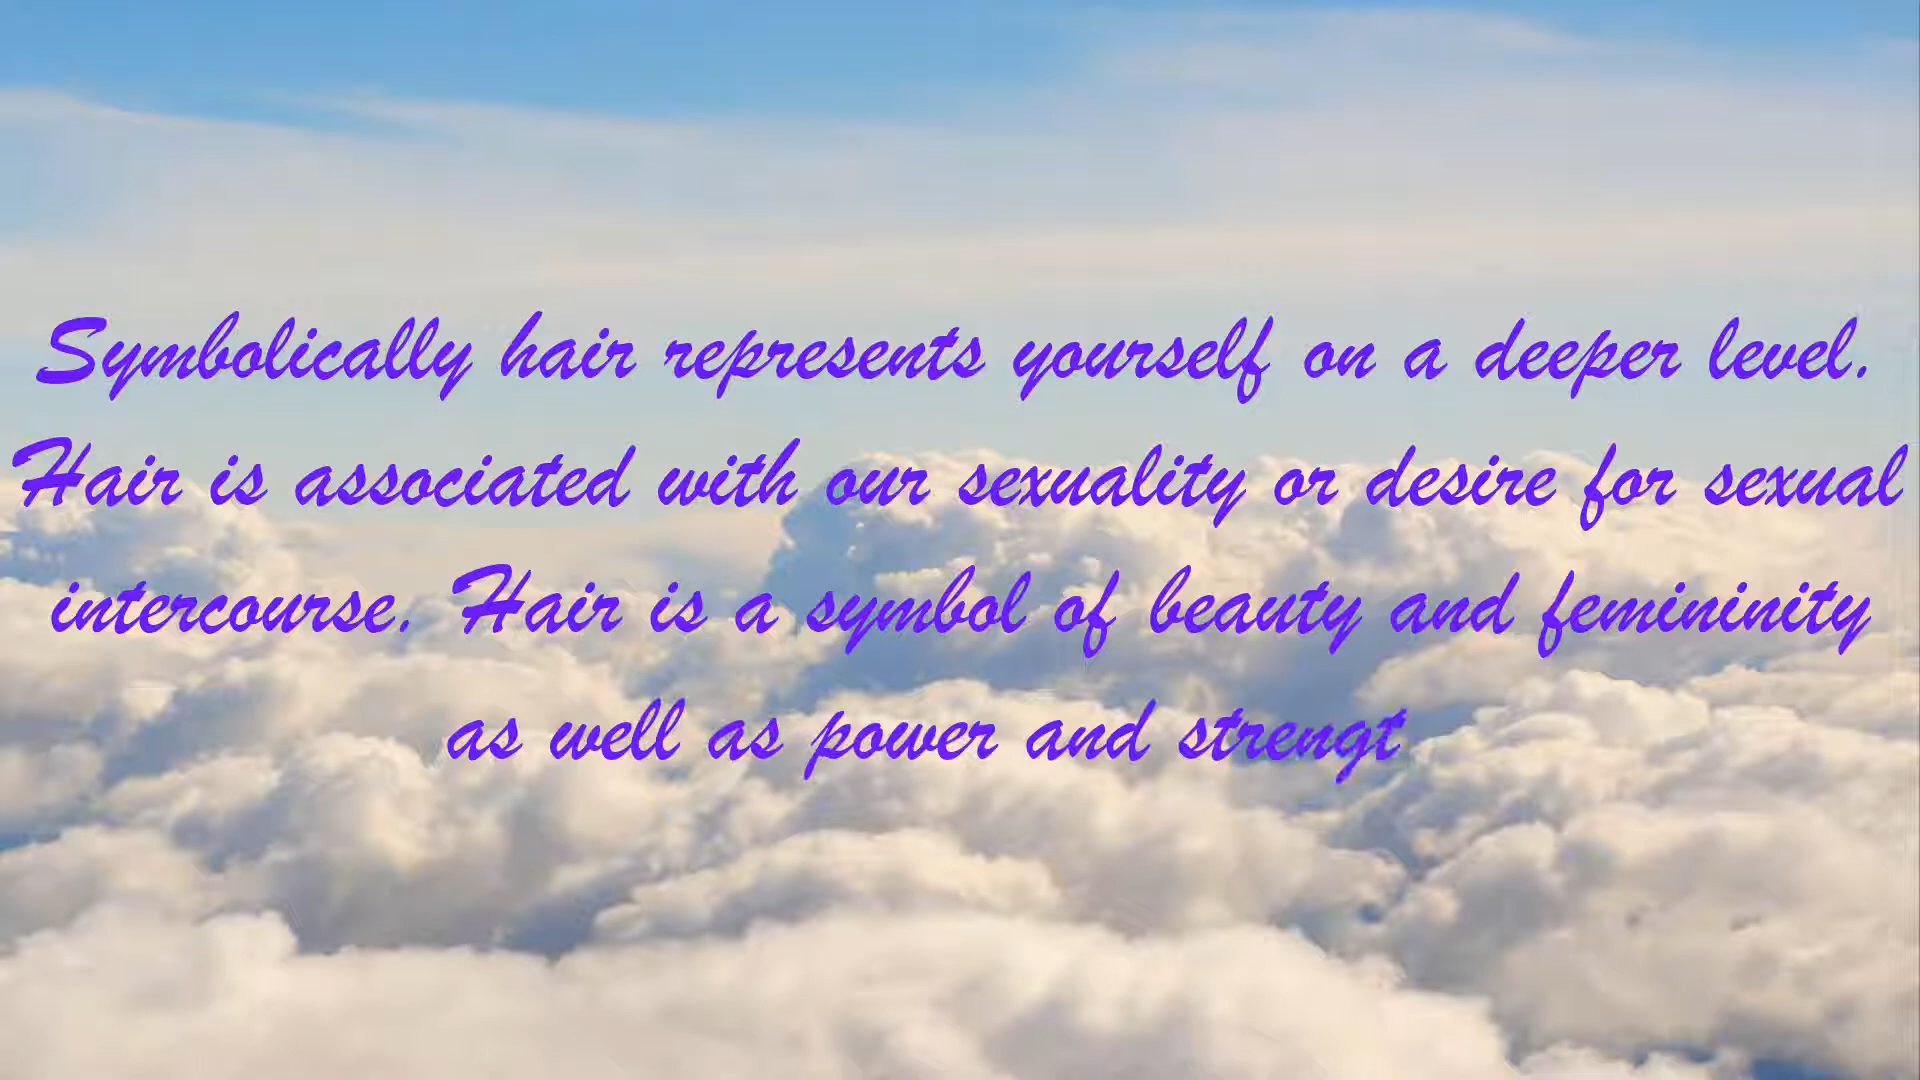 Symbolically hair represents yourself on a deeper level.
Hair is associated with our sexuality or desire for sexual
intercourse. Hair is a symbol of beauty and femininity
as well as power and strengt